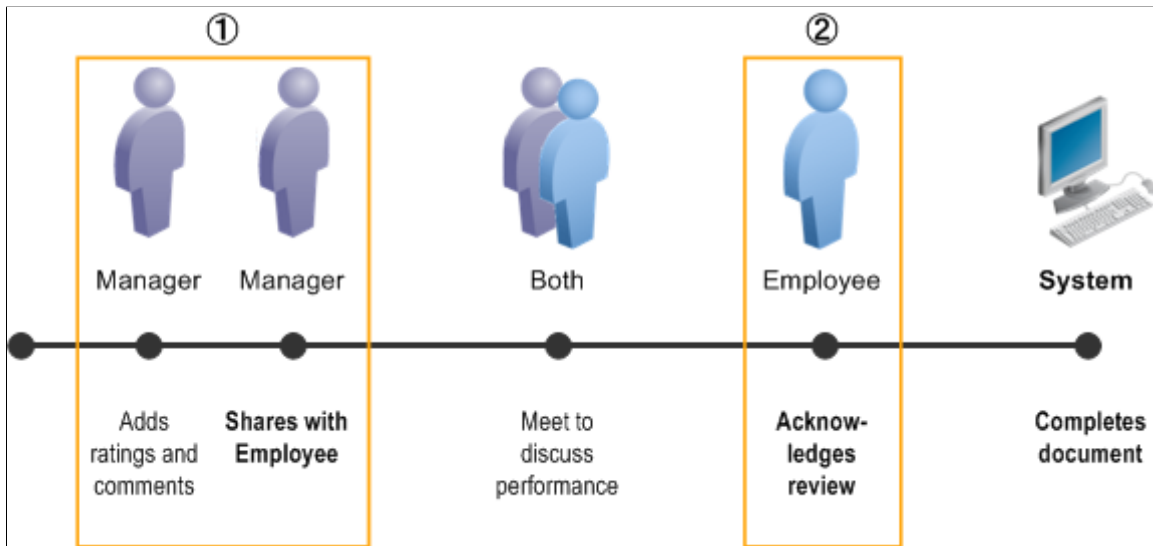 ① ②
Manager Manager Both Employee System
Adds
ratings and
comments
Shares with
Employee
Meet to
discuss
performance
Acknow-
ledges
review
Completes
document